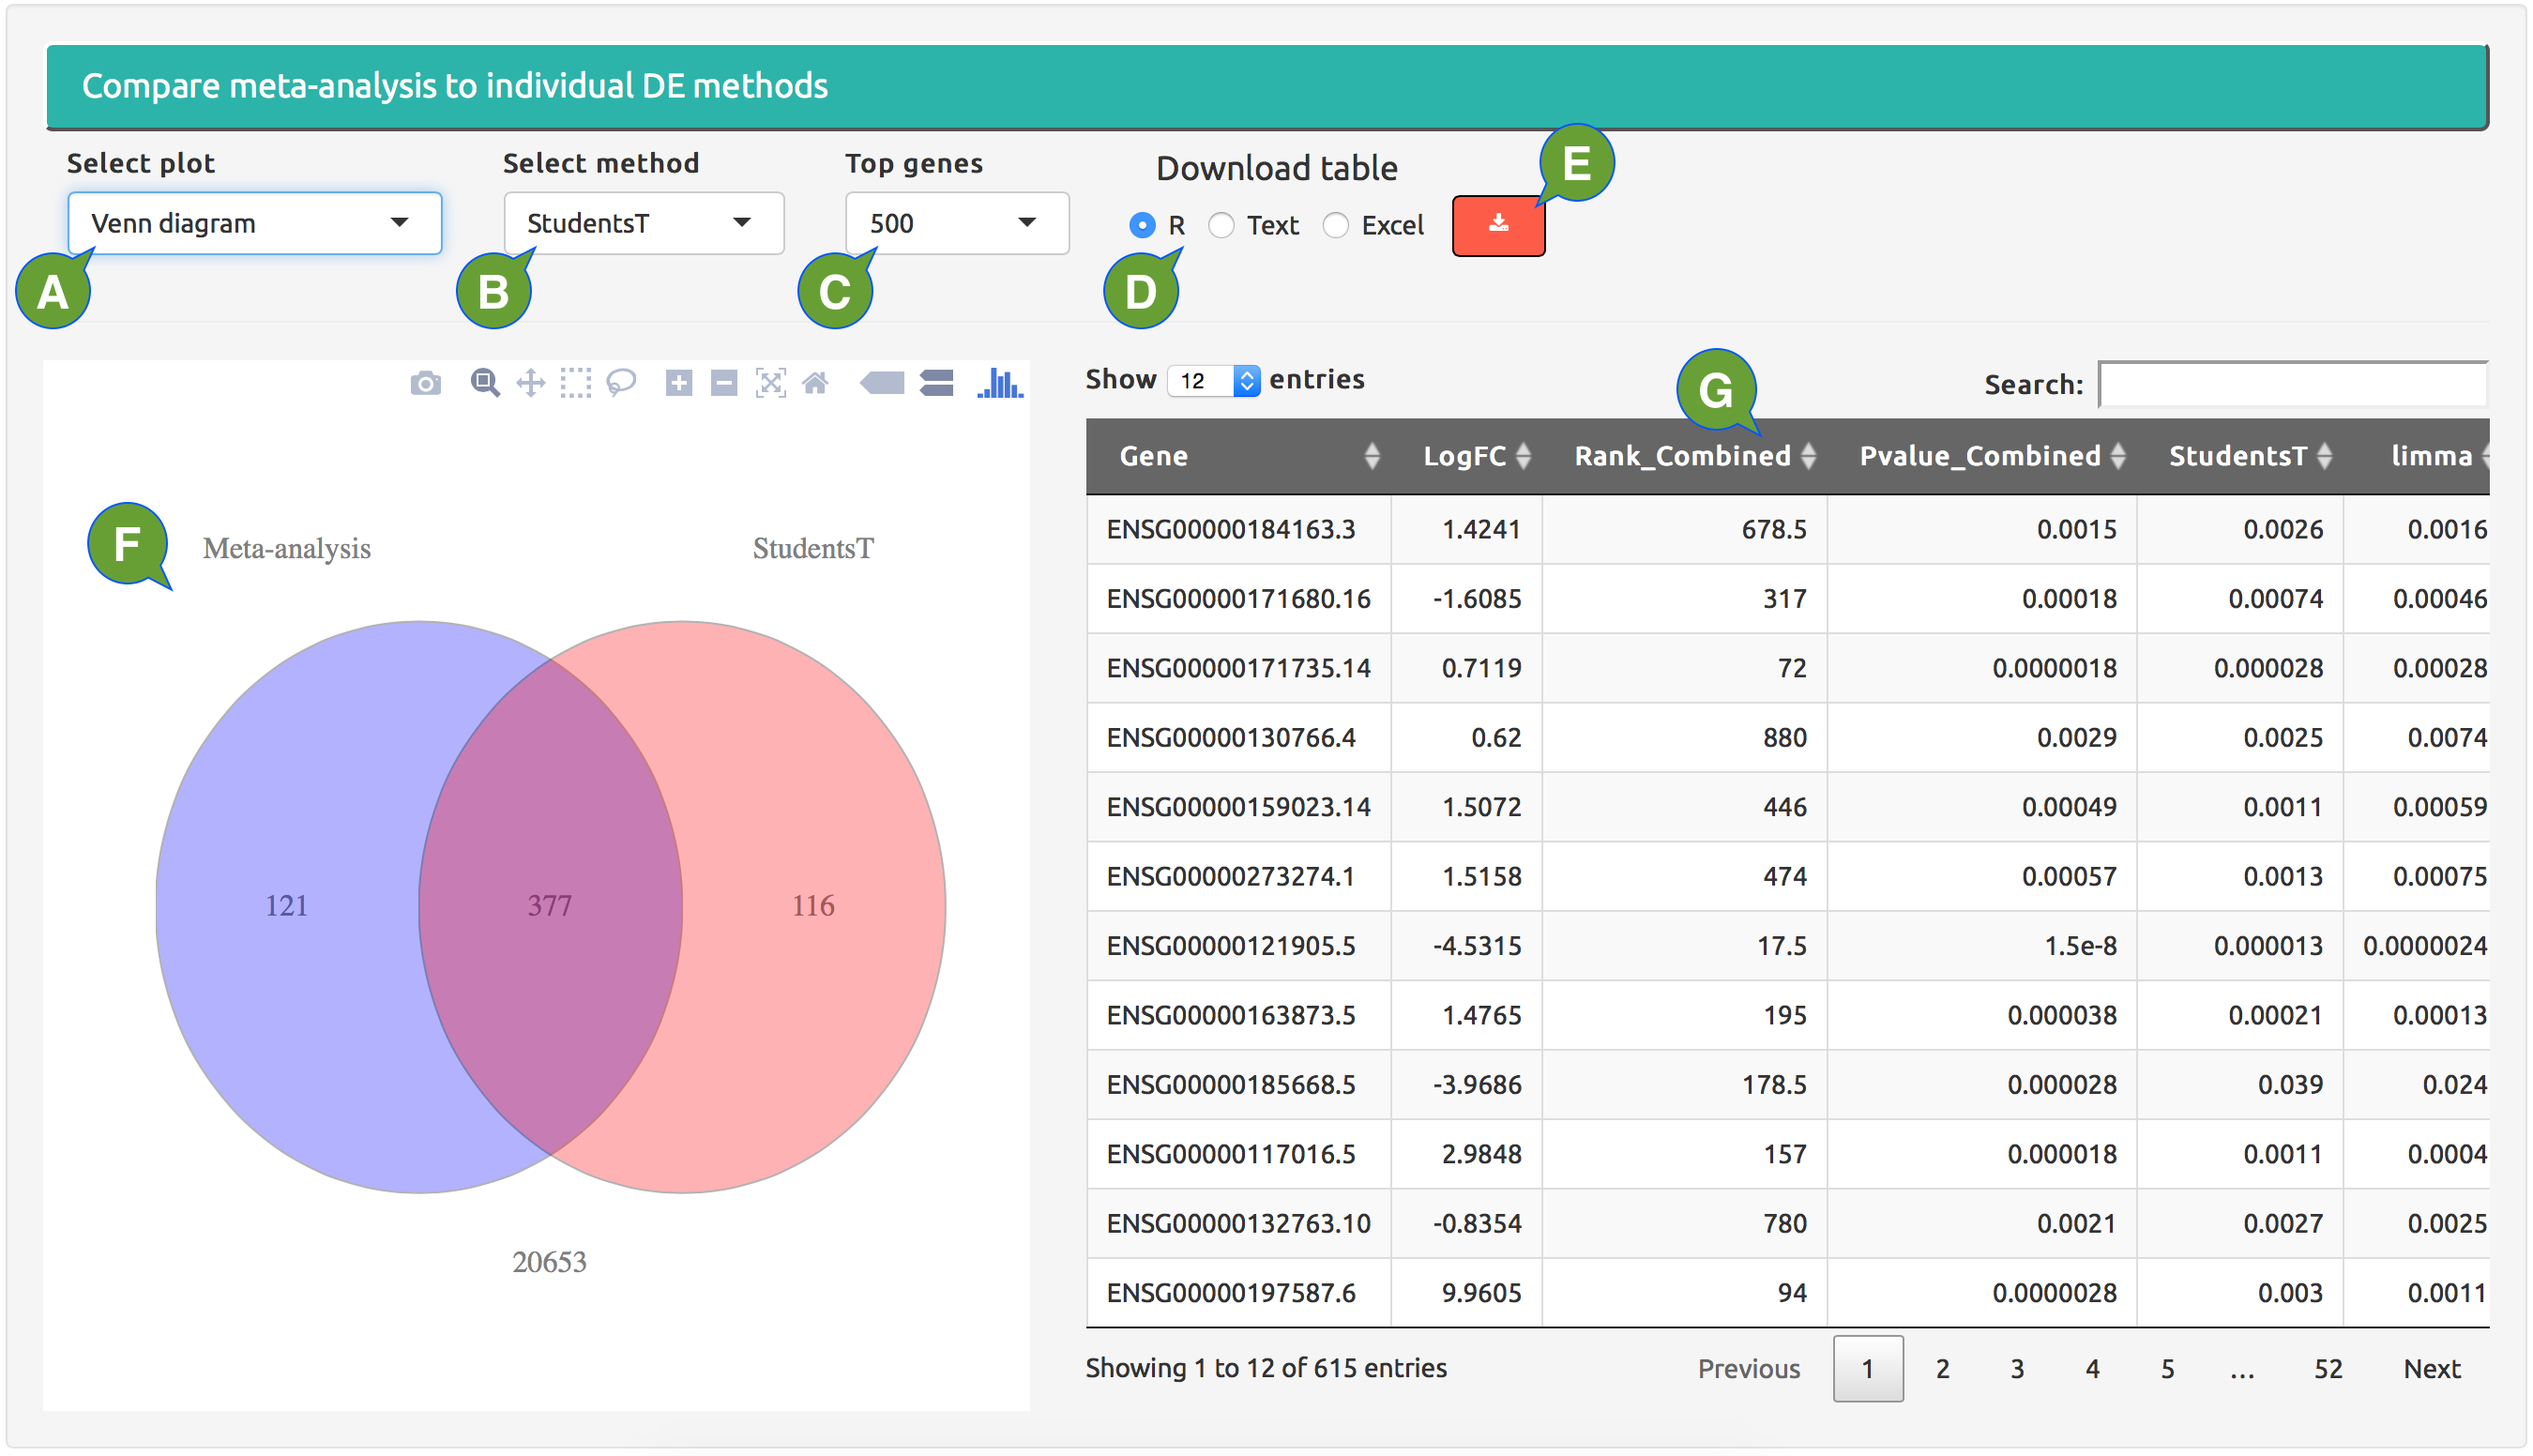 Compare meta-analysis to individual DE methods
Select plot Select method Top genes Download table E
Venn diagram StudentsT 500 R Text Excel
A B C D
Show 12 entries G Search:
Gene LogFC Rank_Combined Pvalue_Combined StudentsT limma
F Meta-analysis StudentsT
ENSG00000184163.3 1.4241 678.5 0.0015 0.0026 0.0016
ENSG00000171680.16 -1.6085 317 0.00018 0.00074 0.00046
ENSG00000171735.14 0.7119 72 0.0000018 0.000028 0.00028
ENSG00000130766.4 0.62 880 0.0029 0.0025 0.0074
ENSG00000159023.14 1.5072 446 0.00049 0.0011 0.00059
ENSG00000273274.1 1.5158 474 0.00057 0.0013 0.00075
121 377 116
ENSG00000121905.5 -4.5315 17.5 1.5e-8 0.000013 0.0000024
ENSG00000163873.5 1.4765 195 0.000038 0.00021 0.00013
ENSG00000185668.5 -3.9686 178.5 0.000028 0.039 0.024
ENSG00000117016.5 2.9848 157 0.000018 0.0011 0.0004
ENSG00000132763.10 -0.8354 780 0.0021 0.0027 0.0025
20653
ENSG00000197587.6 9.9605 94 0.0000028 0.003 0.0011
Showing 1 to 12 of 615 entries Previous 1 2 3 4 5 ... 52 Next